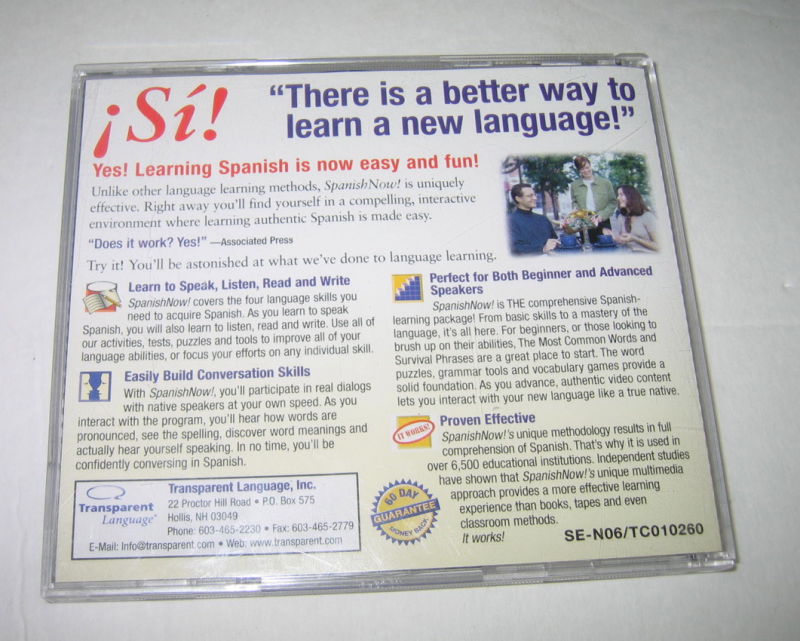 ¡Sí!
"There is a better way to
learn a new language!"
Yes! Learning Spanish is now easy and fun!
Unlike other language learning methods, SpanishNow! is uniquely
effective. Right away you'll find yourself in a compelling, interactive
environment where learning authentic Spanish is made easy.
"Does it work? Yes!" —Associated Press
Try it! You'll be astonished at what we've done to language learning.
Learn to Speak, Listen, Read and Write
SpanishNow! covers the four language skills you
need to acquire Spanish. As you learn to speak
Spanish, you will also learn to listen, read and write. Use all of
our activities, tests, puzzles and tools to improve all of your
language abilities, or focus your efforts on any individual skill.
Easily Build Conversation Skills
With SpanishNow!, you'll participate in real dialogs
with native speakers at your own speed. As you
interact with the program, you'll hear how words are
pronounced, see the spelling, discover word meanings and
actually hear yourself speaking. In no time, you'll be
confidently conversing in Spanish.
Perfect for Both Beginner and Advanced
Speakers
SpanishNow! is THE comprehensive Spanish-
learning package! From basic skills to a mastery of the
language, it's all here. For beginners, or those looking to
brush up on their abilities, The Most Common Words and
Survival Phrases are a great place to start. The word
puzzles, grammar tools and vocabulary games provide a
solid foundation. As you advance, authentic video content
lets you interact with your new language like a true native.
IT WORKS!
Proven Effective
SpanishNow!'s unique methodology results in full
comprehension of Spanish. That's why it is used in
over 6,500 educational institutions. Independent studies
have shown that SpanishNow!'s unique multimedia
approach provides a more effective learning
experience than books, tapes and even
classroom methods.
It works!
Transparent
Language®
Transparent Language, Inc.
22 Proctor Hill Road • P.O. Box 575
Hollis, NH 03049
Phone: 603-465-2230 • Fax: 603-465-2779
E-Mail: Info@transparent.com • Web: www.transparent.com
60 DAY
GUARANTEE
MONEY BACK
SE-N06/TC010260